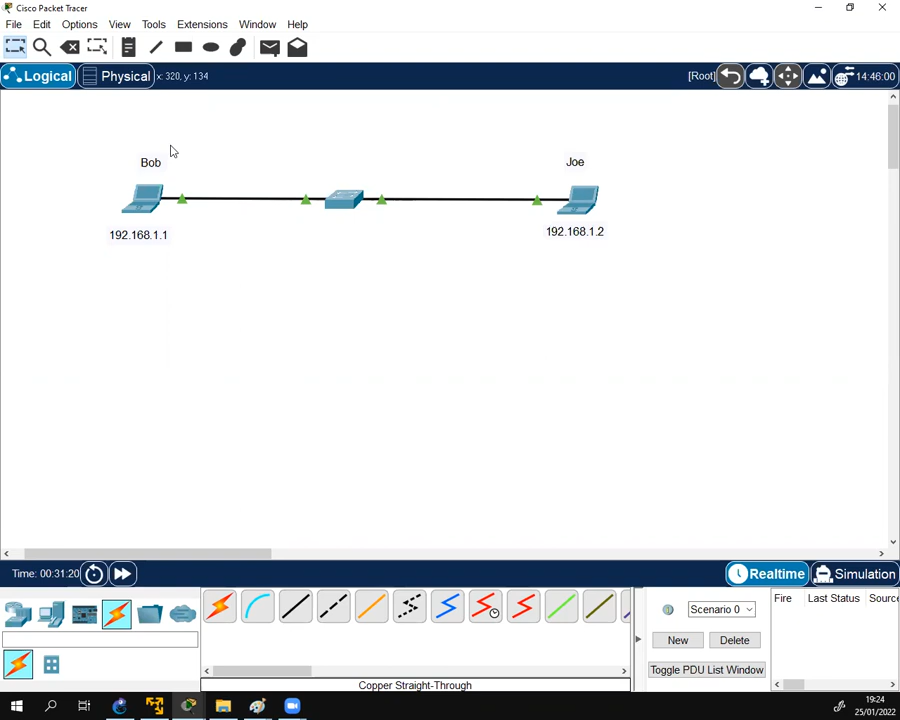 Cisco Packet Tracer
File Edit Options View Tools Extensions Window Help
Logical Physical x: 320, y: 134 [Root] 14:46:00
Bob Joe
192.168.1.1 192.168.1.2
Time: 00:31:20 Realtime Simulation
Scenario 0 Fire Last Status Source
New Delete
Toggle PDU List Window
Copper Straight-Through
19:24
25/01/2022